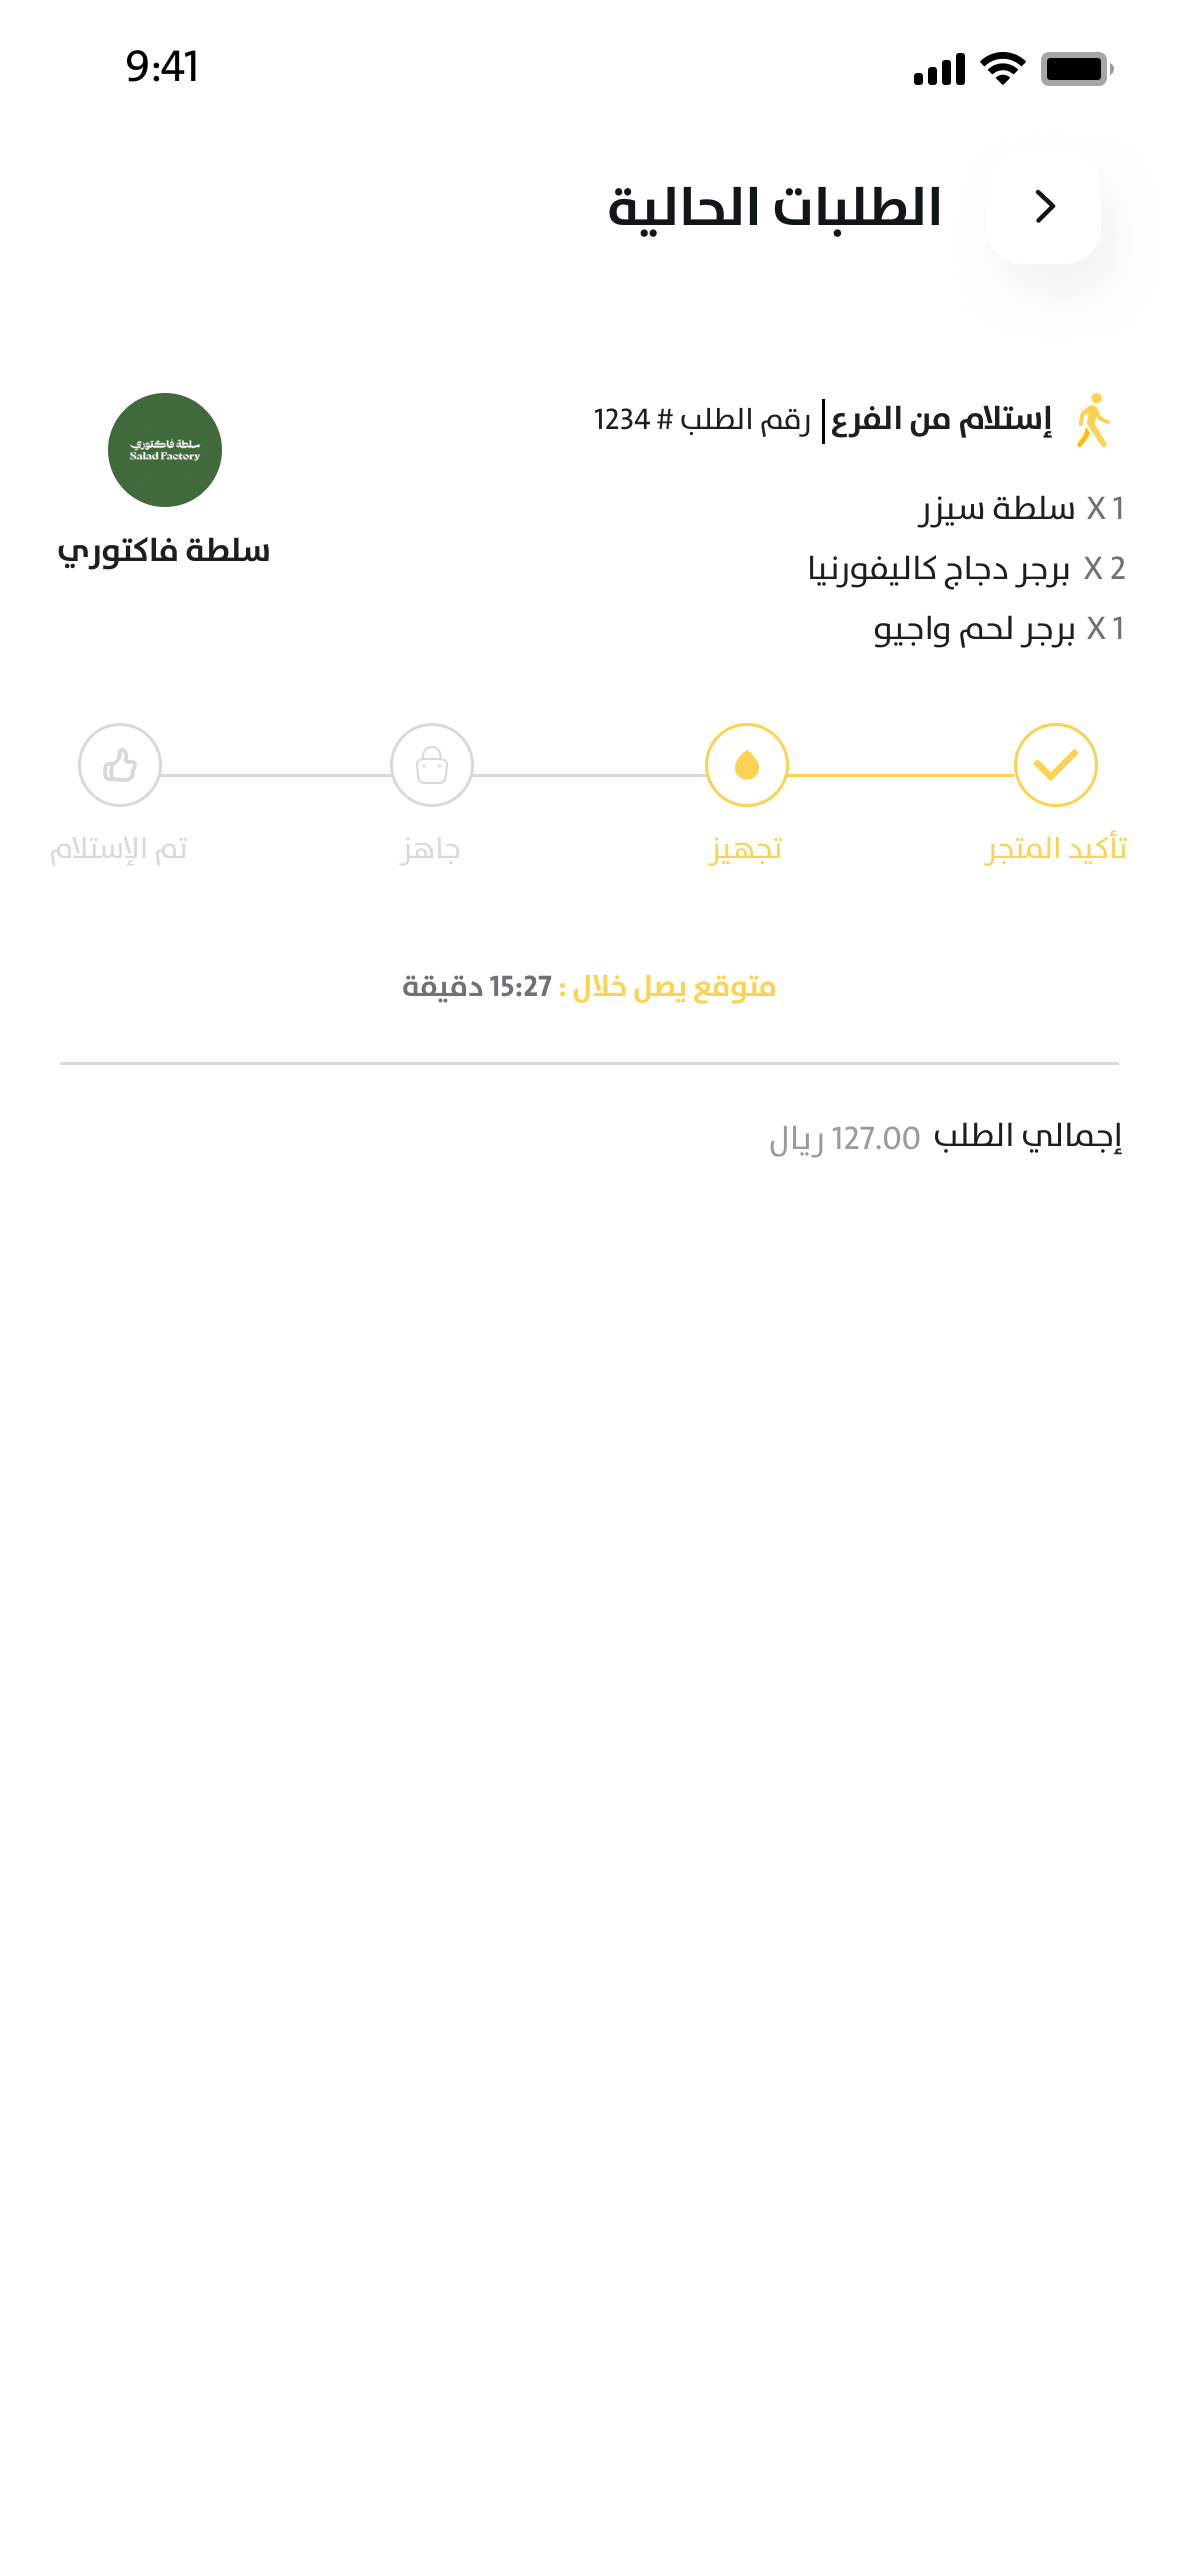 9:41
الطلبات الحالية
إستلام من الفرع | رقم الطلب # 1234
سلطة فاكتوري
Salad Factory
سلطة فاكتوري
1 X سلطة سيزر
2 X برجر دجاج كاليفورنيا
1 X برجر لحم واجيو
تأكيد المتجر تجهيز جاهز تم الإستلام
متوقع يصل خلال : 15:27 دقيقة
إجمالي الطلب 127.00 ريال